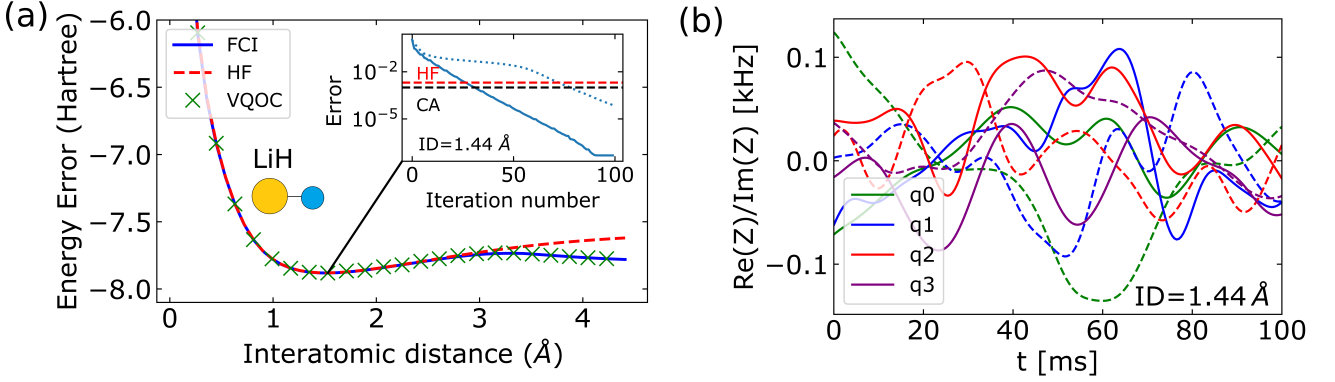 (a)
Energy Error (Hartree)
−6.0
−6.5
−7.0
−7.5
−8.0
FCI
HF
VQOC
LiH
Error
10⁻²
10⁻⁵
HF
CA
ID=1.44 Å
0
50
100
Iteration number
0
1
2
3
4
Interatomic distance (Å)
(b)
Re(Z)/Im(Z) [kHz]
0.1
0.0
−0.1
q0
q1
q2
q3
ID=1.44 Å
0
20
40
60
80
100
t [ms]